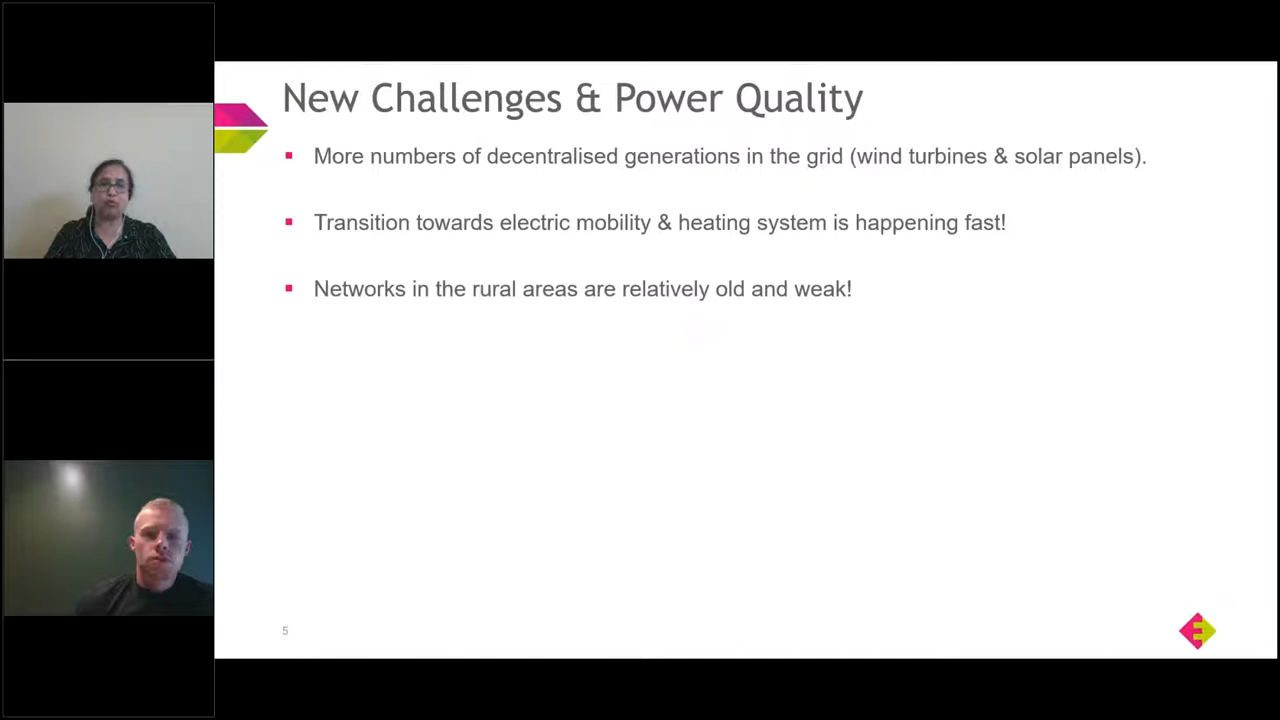 New Challenges & Power Quality
▪ More numbers of decentralised generations in the grid (wind turbines & solar panels).
▪ Transition towards electric mobility & heating system is happening fast!
▪ Networks in the rural areas are relatively old and weak!
5